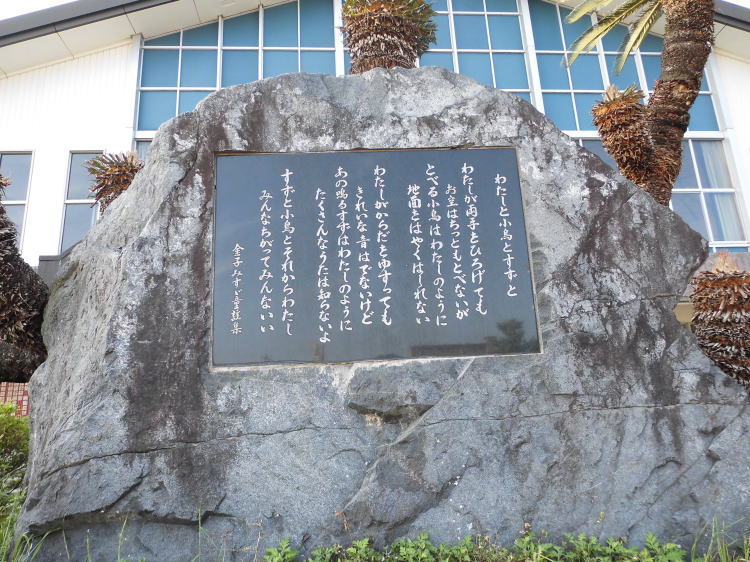 わたしと小鳥とすずと
わたしが両手をひろげても
お空はちっともとべないが
とべる小鳥はわたしのように
地面をはやくはしれない
わたしがからだをゆすっても
きれいな音はでないけど
あの鳴るすずはわたしのように
たくさんなうたは知らないよ
すずと小鳥とそれからわたし
みんなちがってみんないい
金子みすゞ童謡集